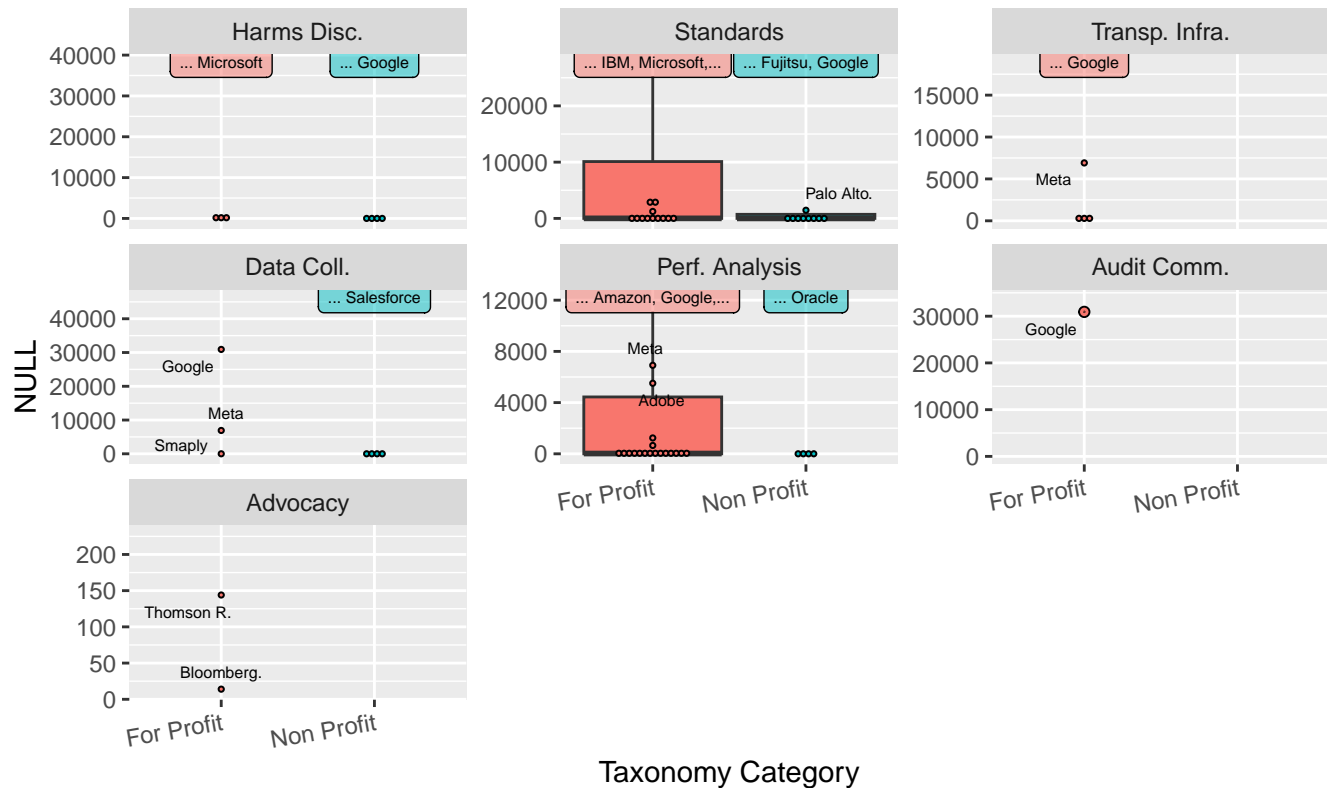 Harms Disc.
40000
30000
20000
10000
0
... Microsoft
... Google
Standards
20000
10000
0
... IBM, Microsoft,...
... Fujitsu, Google
Palo Alto.
Transp. Infra.
15000
10000
5000
0
... Google
Meta
NULL
Data Coll.
40000
30000
20000
10000
0
... Salesforce
Google
Meta
Smaply
Perf. Analysis
12000
8000
4000
0
... Amazon, Google,...
... Oracle
Meta
Adobe
For Profit
Non Profit
Audit Comm.
30000
20000
10000
0
Google
For Profit
Non Profit
Advocacy
200
150
100
50
0
Thomson R.
Bloomberg.
For Profit
Non Profit
Taxonomy Category